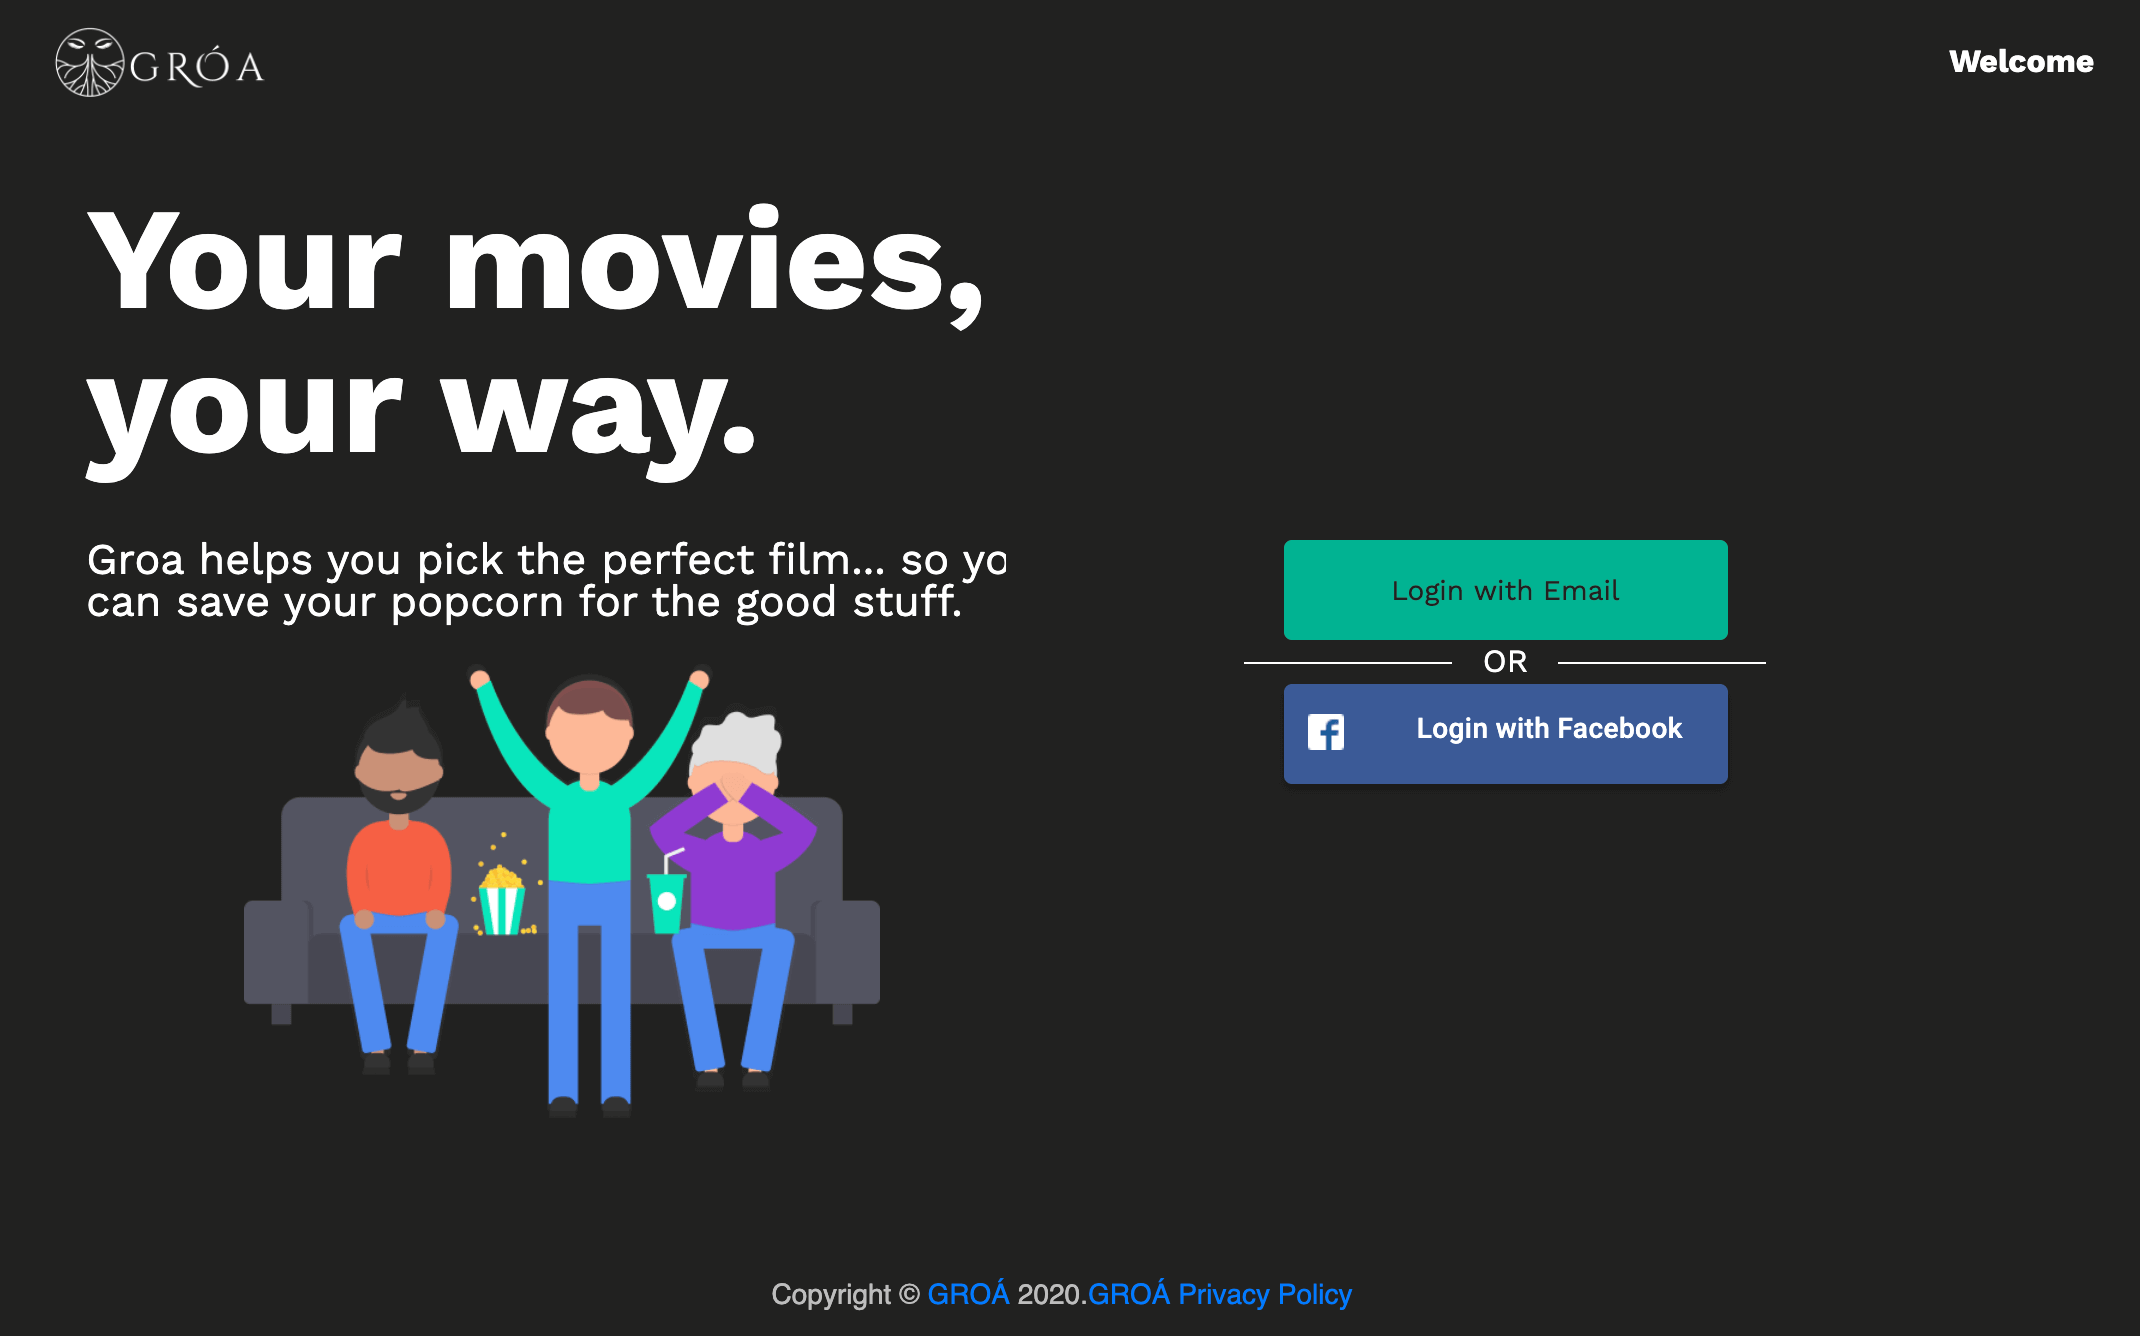 GRÓA
Welcome
Your movies,
your way.
Groa helps you pick the perfect film... so yo
can save your popcorn for the good stuff.
Login with Email
OR
Login with Facebook
Copyright © GROÁ 2020.GROÁ Privacy Policy